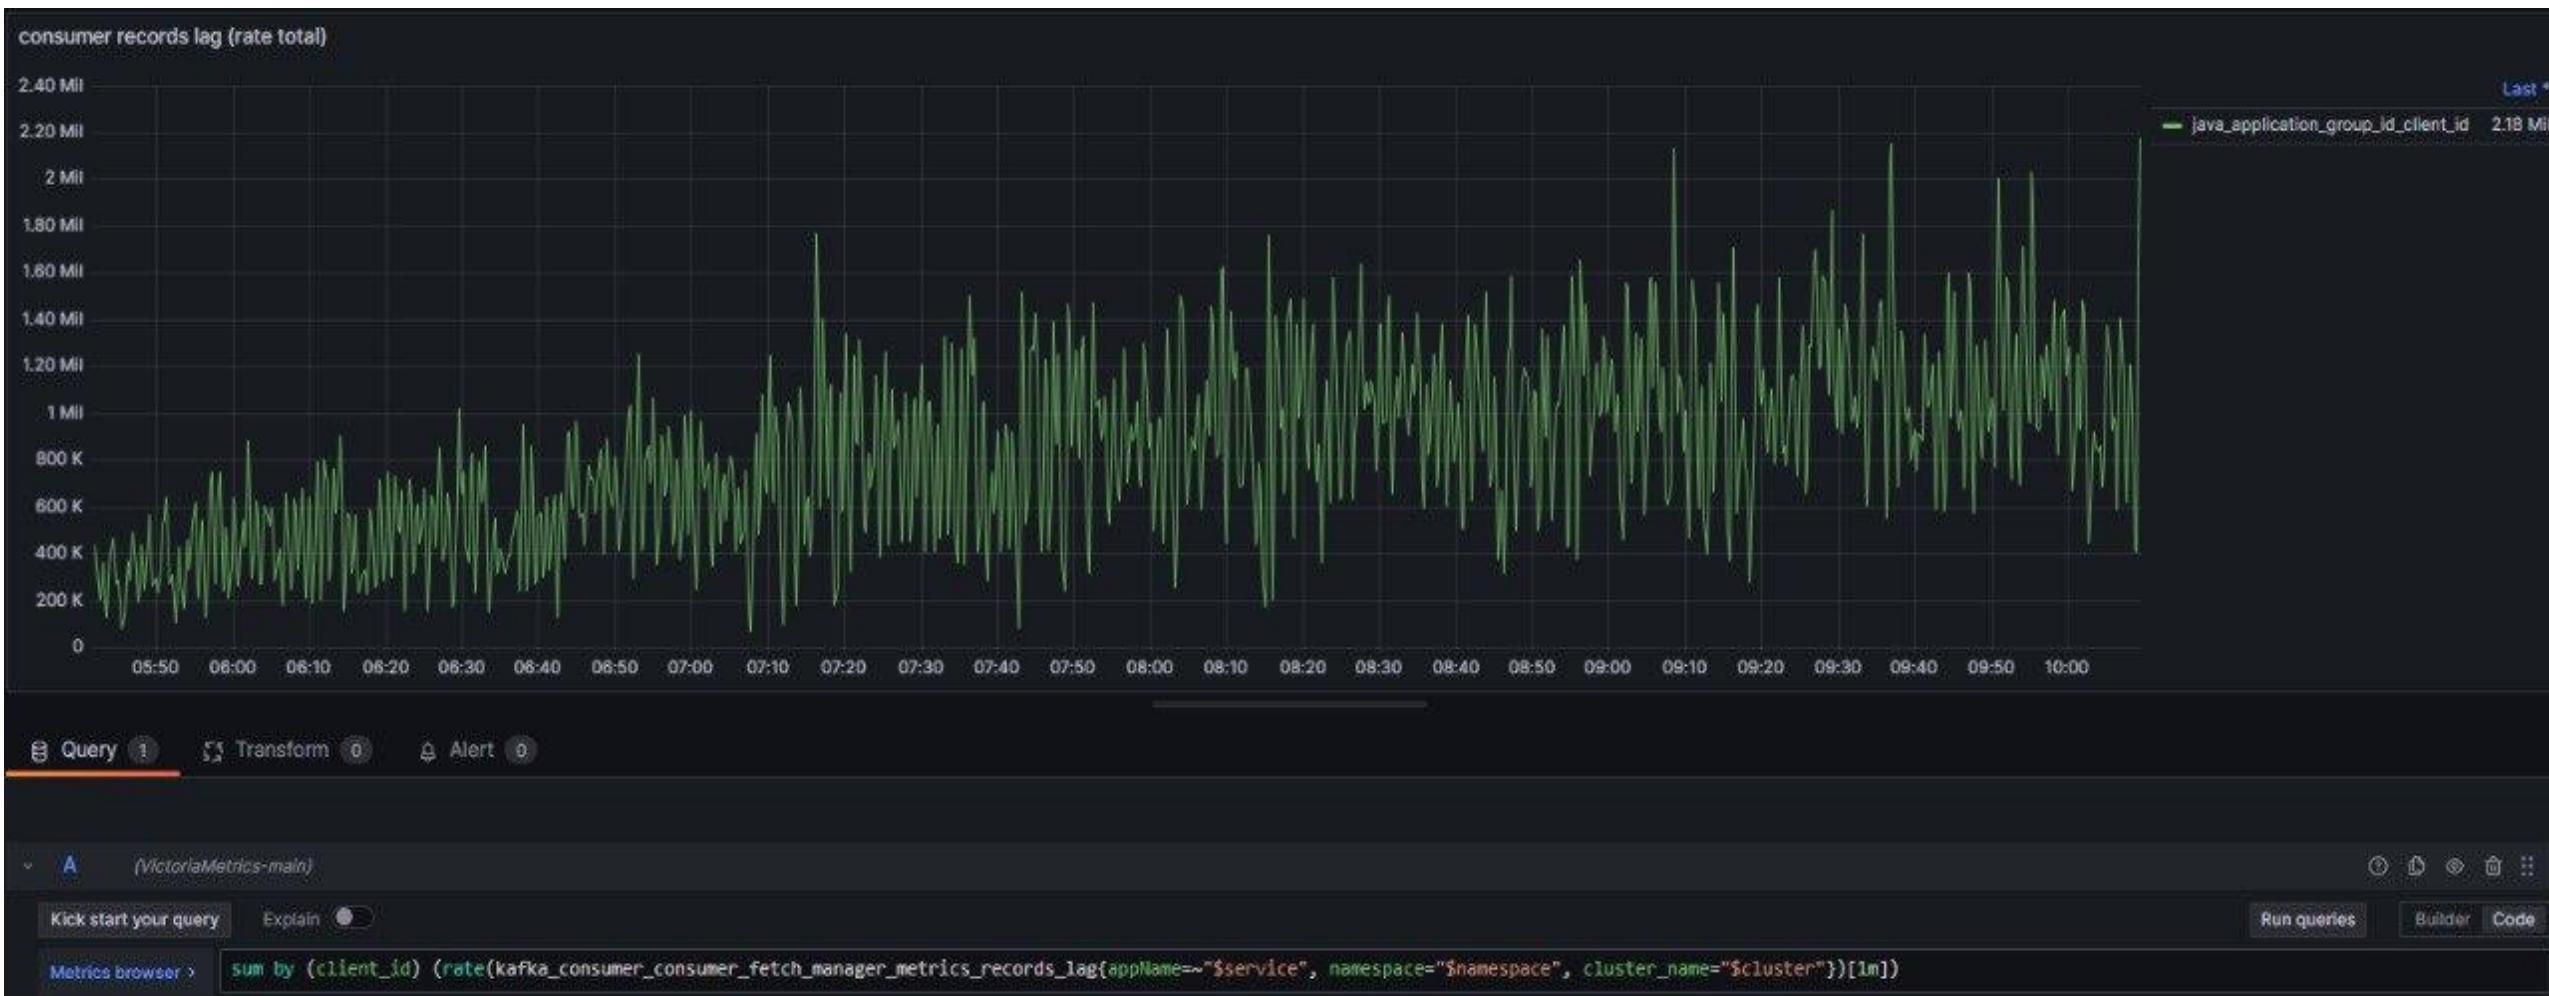 consumer records lag (rate total)
2.40 Mil
2.20 Mil
2 Mil
1.80 Mil
1.60 Mil
1.40 Mil
1.20 Mil
1 Mil
800 K
600 K
400 K
200 K
0
05:50 06:00 06:10 06:20 06:30 06:40 06:50 07:00 07:10 07:20 07:30 07:40 07:50 08:00 08:10 08:20 08:30 08:40 08:50 09:00 09:10 09:20 09:30 09:40 09:50 10:00
Last *
java_application_group_id_client_id 2.18 Mil
Query 1 Transform 0 Alert 0
A (VictoriaMetrics-main)
Kick start your query Explain Run queries Builder Code
Metrics browser > sum by (client_id) (rate(kafka_consumer_consumer_fetch_manager_metrics_records_lag{appName=~"$service", namespace="$namespace", cluster_name="$cluster"})[1m])